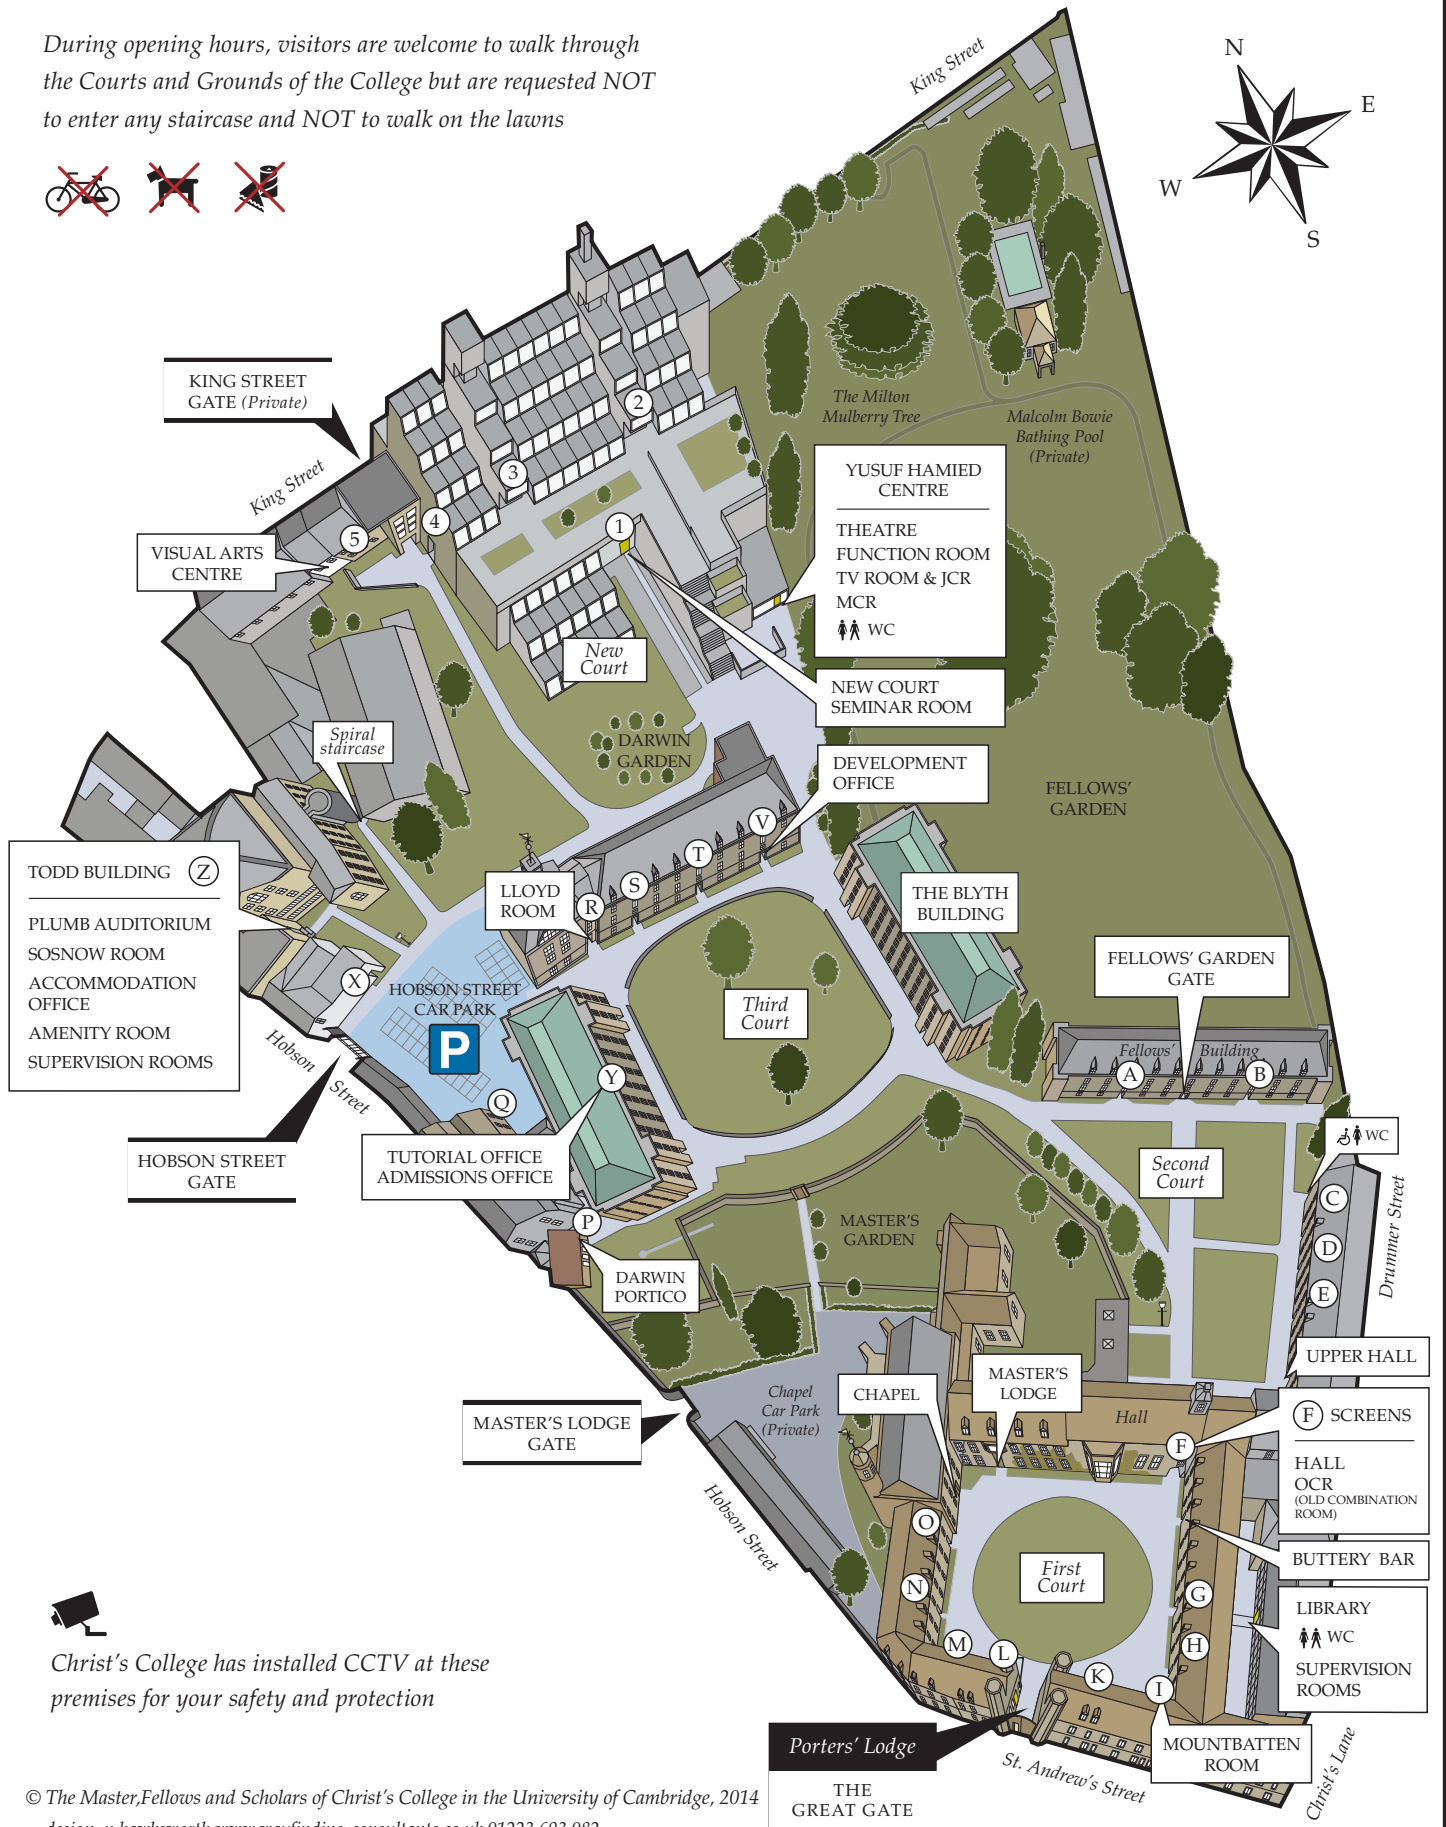 During opening hours, visitors are welcome to walk through
the Courts and Grounds of the College but are requested NOT
to enter any staircase and NOT to walk on the lawns
N
E
W
S
King Street
KING STREET
GATE (Private)
King Street
The Milton
Mulberry Tree
Malcolm Bowie
Bathing Pool
(Private)
2
3
4
5
1
VISUAL ARTS
CENTRE
YUSUF HAMIED
CENTRE
THEATRE
FUNCTION ROOM
TV ROOM & JCR
MCR
WC
New
Court
NEW COURT
SEMINAR ROOM
Spiral
staircase
DARWIN
GARDEN
DEVELOPMENT
OFFICE
FELLOWS'
GARDEN
V
T
S
R
LLOYD
ROOM
TODD BUILDING Z
PLUMB AUDITORIUM
SOSNOW ROOM
ACCOMMODATION
OFFICE
AMENITY ROOM
SUPERVISION ROOMS
THE BLYTH
BUILDING
FELLOWS' GARDEN
GATE
X
HOBSON STREET
CAR PARK
P
Third
Court
Hobson Street
Fellows' Building
A
B
Y
Q
HOBSON STREET
GATE
TUTORIAL OFFICE
ADMISSIONS OFFICE
WC
Second
Court
C
D
E
Drummer Street
P
MASTER'S
GARDEN
DARWIN
PORTICO
UPPER HALL
MASTER'S LODGE
GATE
Chapel
Car Park
(Private)
CHAPEL
MASTER'S
LODGE
Hall
F
F SCREENS
HALL
OCR
(OLD COMBINATION
ROOM)
Hobson Street
O
N
M
L
First
Court
BUTTERY BAR
G
H
I
K
LIBRARY
WC
SUPERVISION
ROOMS
Christ's College has installed CCTV at these
premises for your safety and protection
Porters' Lodge
THE
GREAT GATE
St. Andrew's Street
MOUNTBATTEN
ROOM
Christ's Lane
© The Master,Fellows and Scholars of Christ's College in the University of Cambridge, 2014